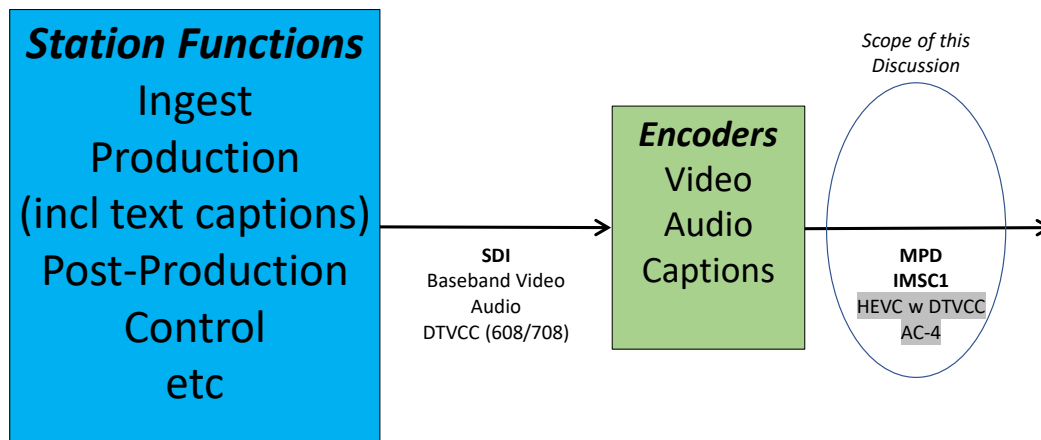 Station Functions
Ingest
Production
(incl text captions)
Post-Production
Control
etc
SDI
Baseband Video
Audio
DTVCC (608/708)
Encoders
Video
Audio
Captions
Scope of this
Discussion
MPD
IMSC1
HEVC w DTVCC
AC-4